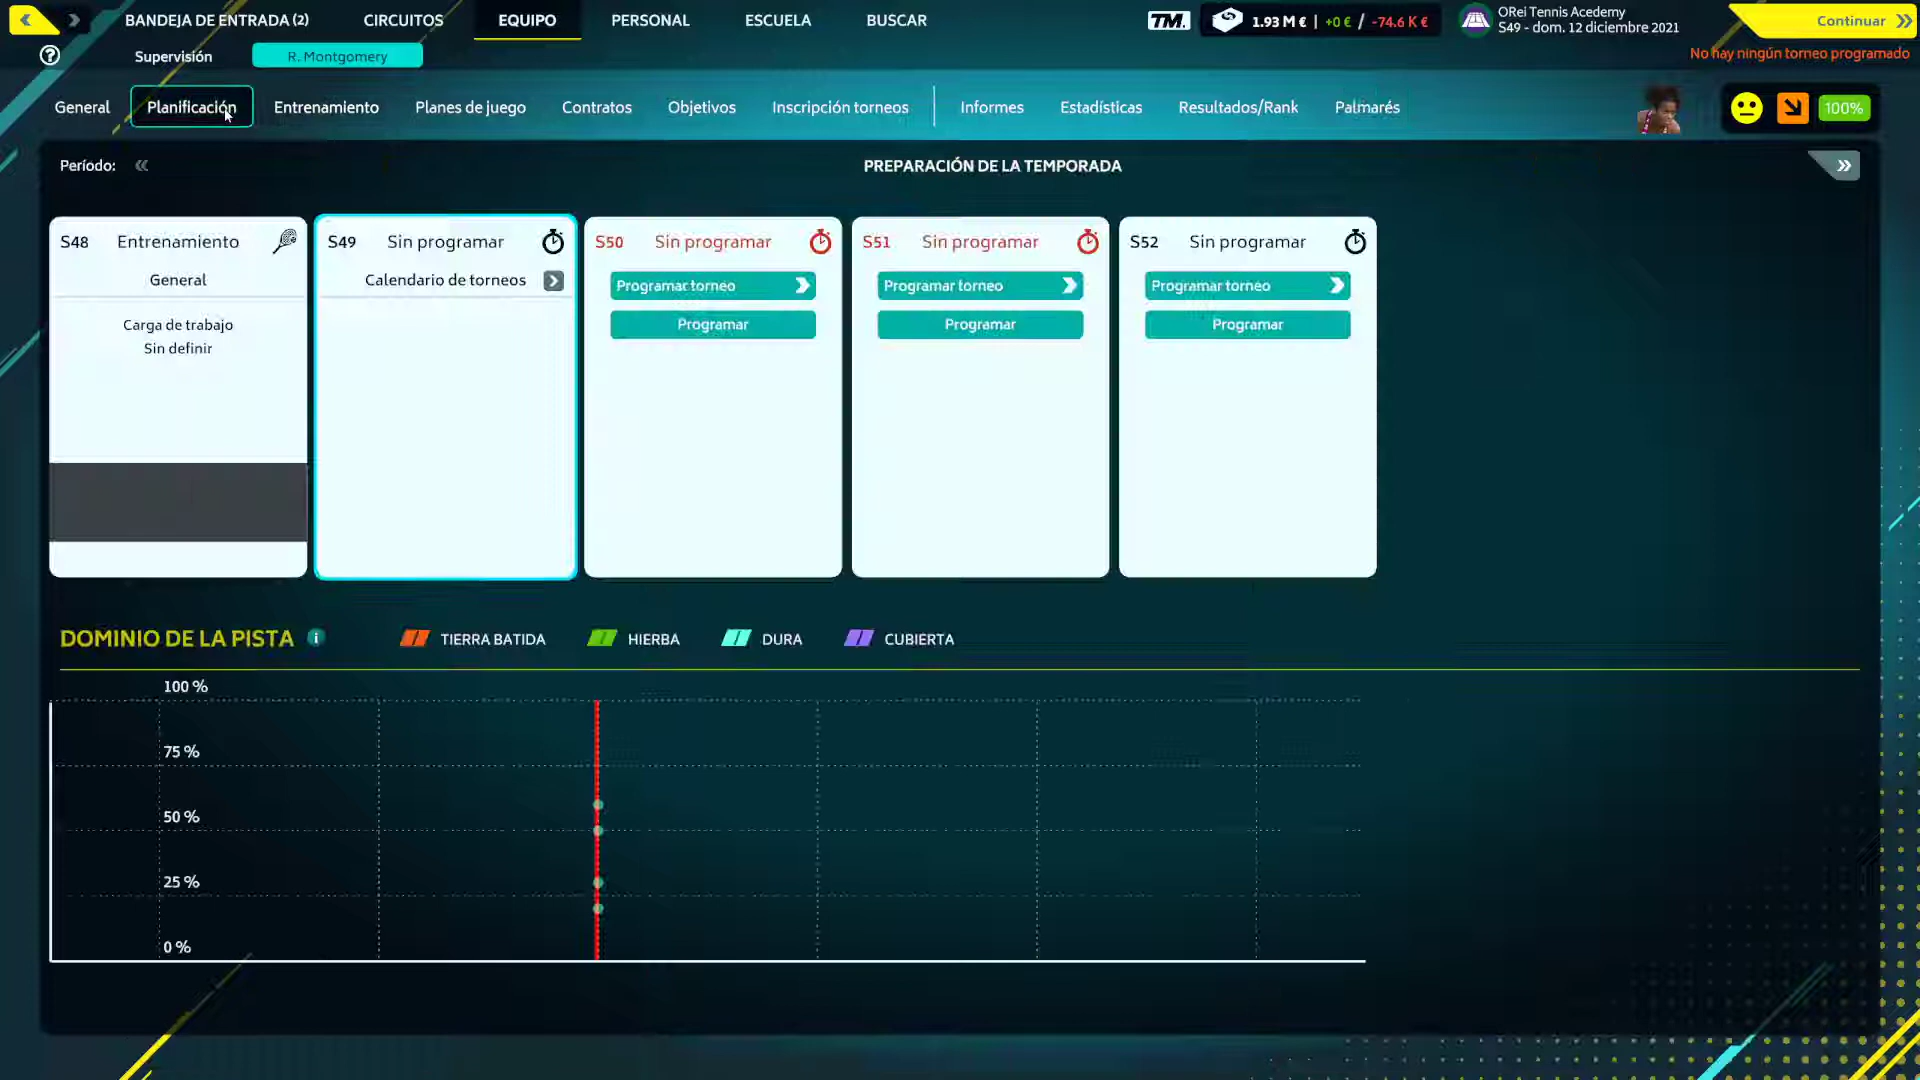 BANDEJA DE ENTRADA (2) CIRCUITOS EQUIPO PERSONAL ESCUELA BUSCAR
TM. 1.93 M € | +0 € / -74.6 K €
ORei Tennis Acedemy
S49 - dom. 12 diciembre 2021
Continuar
No hay ningún torneo programado
Supervisión R. Montgomery
General Planificación Entrenamiento Planes de juego Contratos Objetivos Inscripción torneos Informes Estadísticas Resultados/Rank Palmarés 100%
Período: PREPARACIÓN DE LA TEMPORADA
S48 Entrenamiento
General
Carga de trabajo
Sin definir
S49 Sin programar
Calendario de torneos
S50 Sin programar
Programar torneo
Programar
S51 Sin programar
Programar torneo
Programar
S52 Sin programar
Programar torneo
Programar
DOMINIO DE LA PISTA i TIERRA BATIDA HIERBA DURA CUBIERTA
100 %
75 %
50 %
25 %
0 %